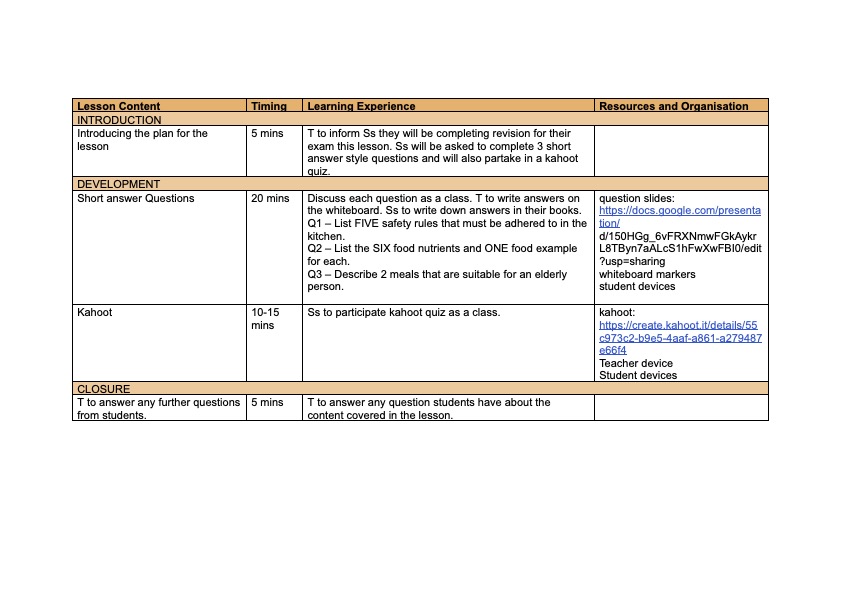 Lesson Content Timing Learning Experience Resources and Organisation
INTRODUCTION
Introducing the plan for the
lesson
5 mins
T to inform Ss they will be completing revision for their
exam this lesson. Ss will be asked to complete 3 short
answer style questions and will also partake in a kahoot
quiz.
DEVELOPMENT
Short answer Questions
20 mins
Discuss each question as a class. T to write answers on
the whiteboard. Ss to write down answers in their books.
Q1 – List FIVE safety rules that must be adhered to in the
kitchen.
Q2 – List the SIX food nutrients and ONE food example
for each.
Q3 – Describe 2 meals that are suitable for an elderly
person.
question slides:
https://docs.google.com/presenta
tion/
d/150HGg_6vFRXNmwFGkAykr
L8TByn7aALcS1hFwXwFBI0/edit
?usp=sharing
whiteboard markers
student devices
Kahoot
10-15
mins
Ss to participate kahoot quiz as a class.
kahoot:
https://create.kahoot.it/details/55
c973c2-b9e5-4aaf-a861-a279487
e66f4
Teacher device
Student devices
CLOSURE
T to answer any further questions
from students.
5 mins
T to answer any question students have about the
content covered in the lesson.